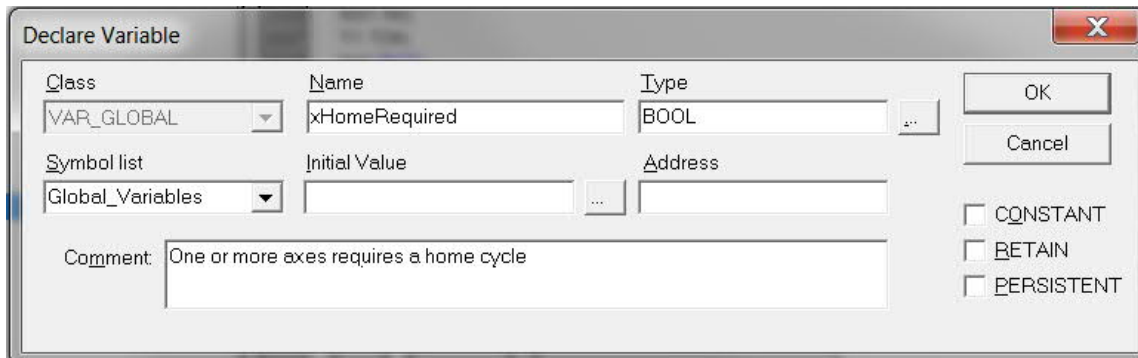 Declare Variable
Class Name Type
VAR_GLOBAL xHomeRequired BOOL ... OK
Cancel
Symbol list Initial Value Address
Global_Variables ... CONSTANT
Comment: One or more axes requires a home cycle RETAIN
PERSISTENT